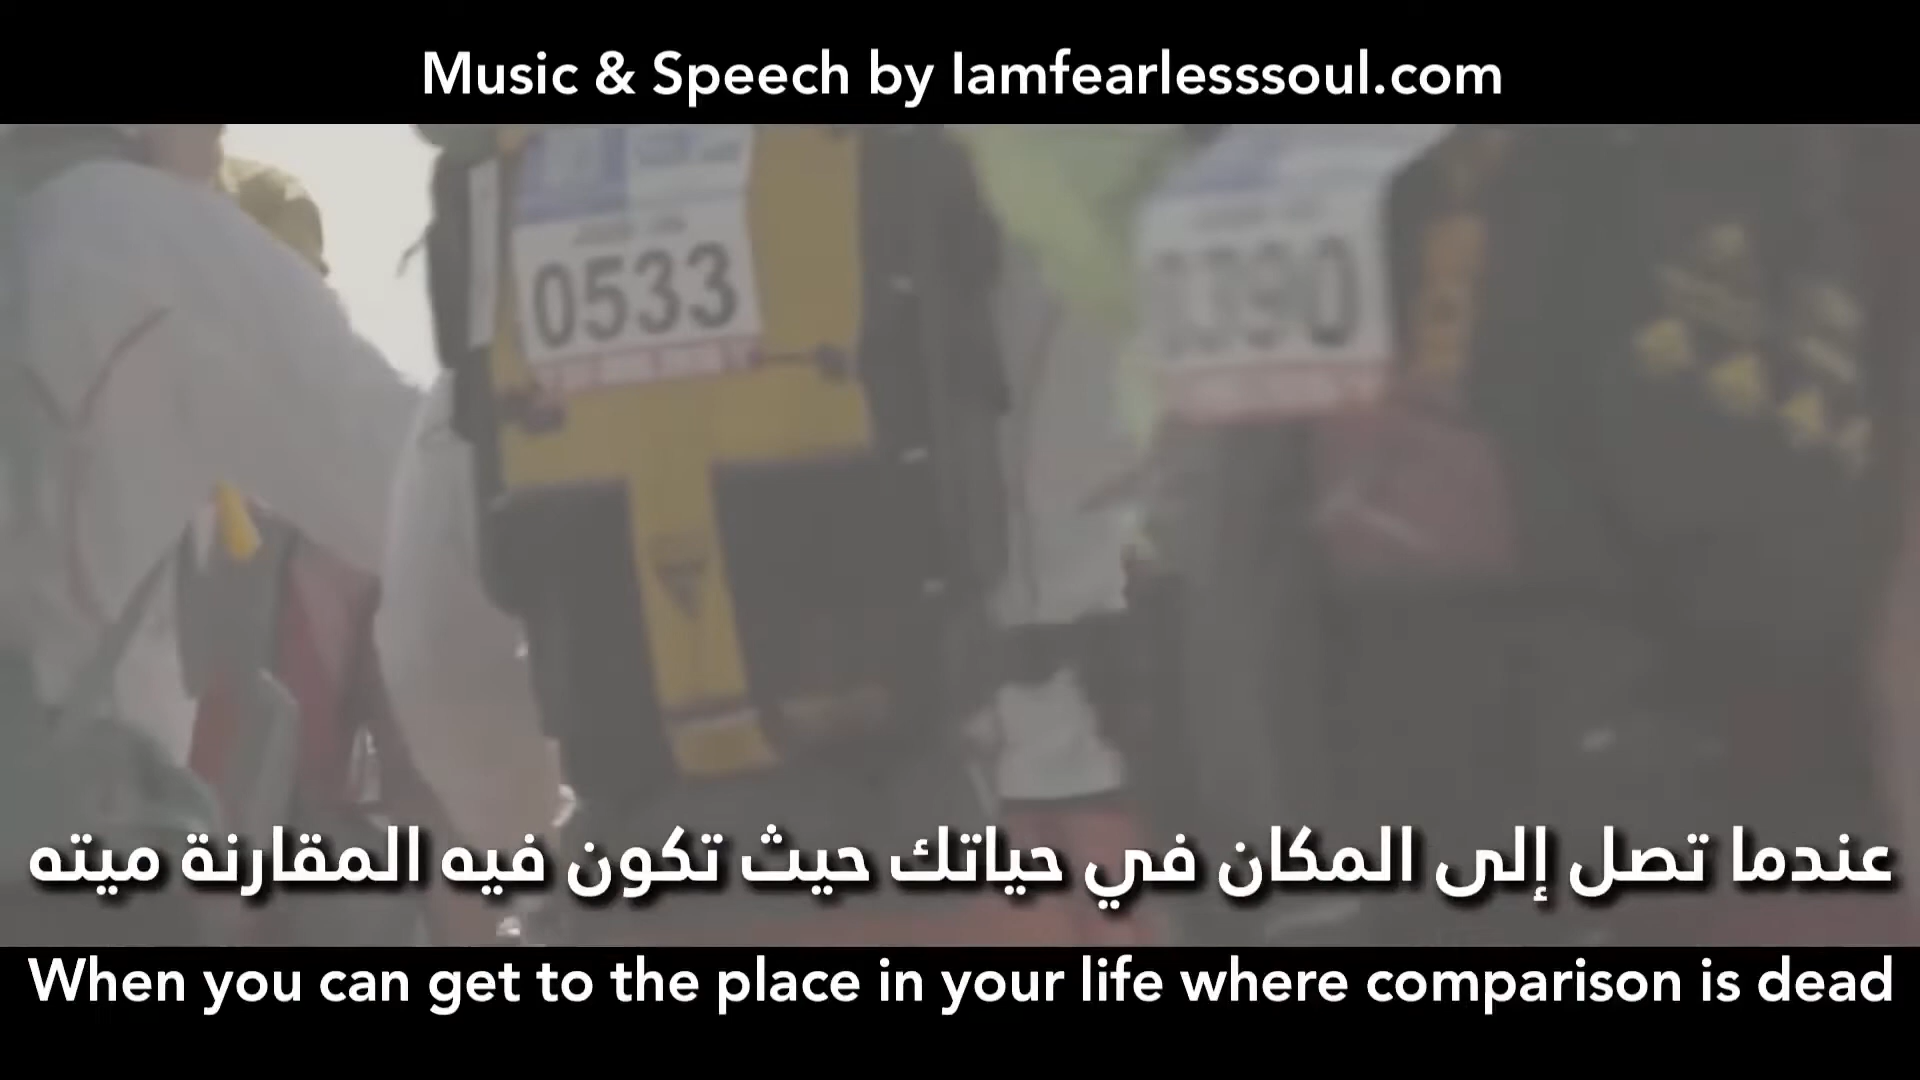 Music & Speech by Iamfearlesssoul.com
0533
عندما تصل إلى المكان في حياتك حيث تكون فيه المقارنة ميته
When you can get to the place in your life where comparison is dead